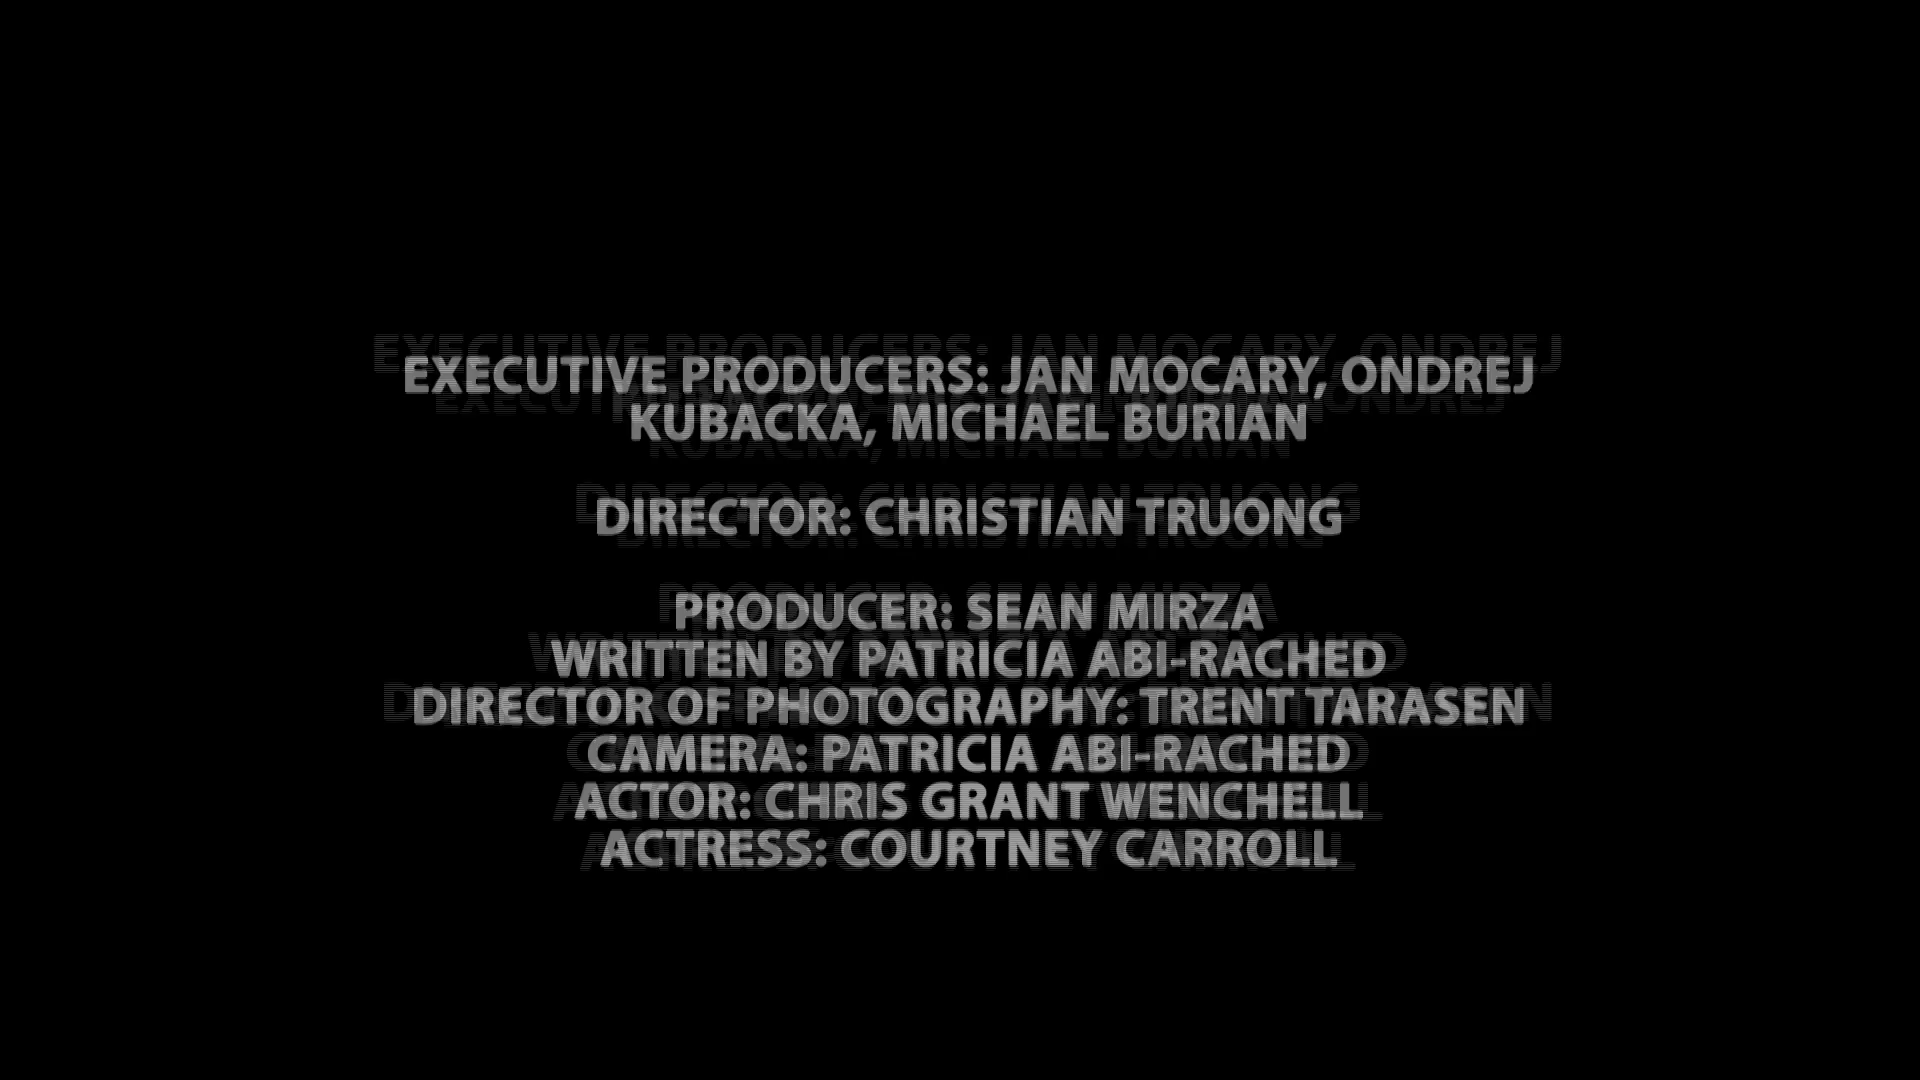 EXECUTIVE PRODUCERS: JAN MOCARY, ONDREJ
KUBACKA, MICHAEL BURIAN
DIRECTOR: CHRISTIAN TRUONG
PRODUCER: SEAN MIRZA
WRITTEN BY PATRICIA ABI-RACHED
DIRECTOR OF PHOTOGRAPHY: TRENT TARASEN
CAMERA: PATRICIA ABI-RACHED
ACTOR: CHRIS GRANT WENCHELL
ACTRESS: COURTNEY CARROLL